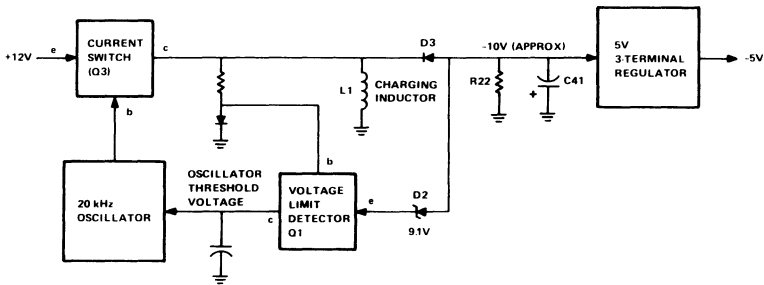 +12V
e
CURRENT
SWITCH
(Q3)
c
b
D3
-10V (APPROX)
L1
CHARGING
INDUCTOR
R22
+
C41
5V
3-TERMINAL
REGULATOR
-5V
20 kHz
OSCILLATOR
OSCILLATOR
THRESHOLD
VOLTAGE
c
b
VOLTAGE
LIMIT
DETECTOR
Q1
e
D2
9.1V